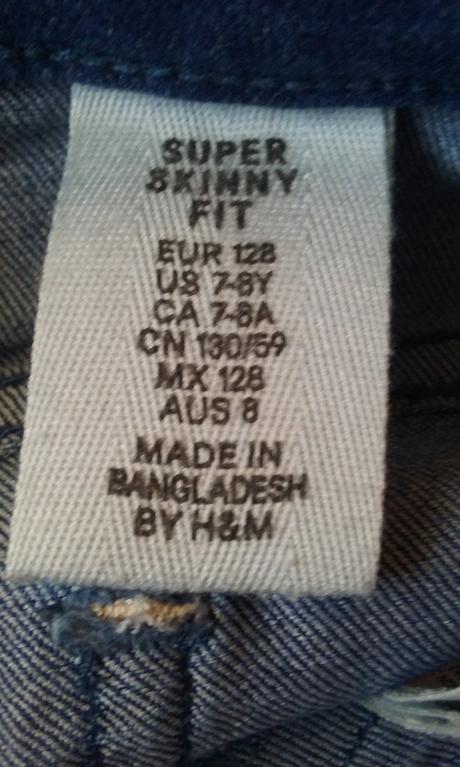 SUPER
SKINNY
FIT
EUR 128
US 7-8Y
CA 7-8A
CN 130/59
MX 128
AUS 8
MADE IN
BANGLADESH
BY H&M